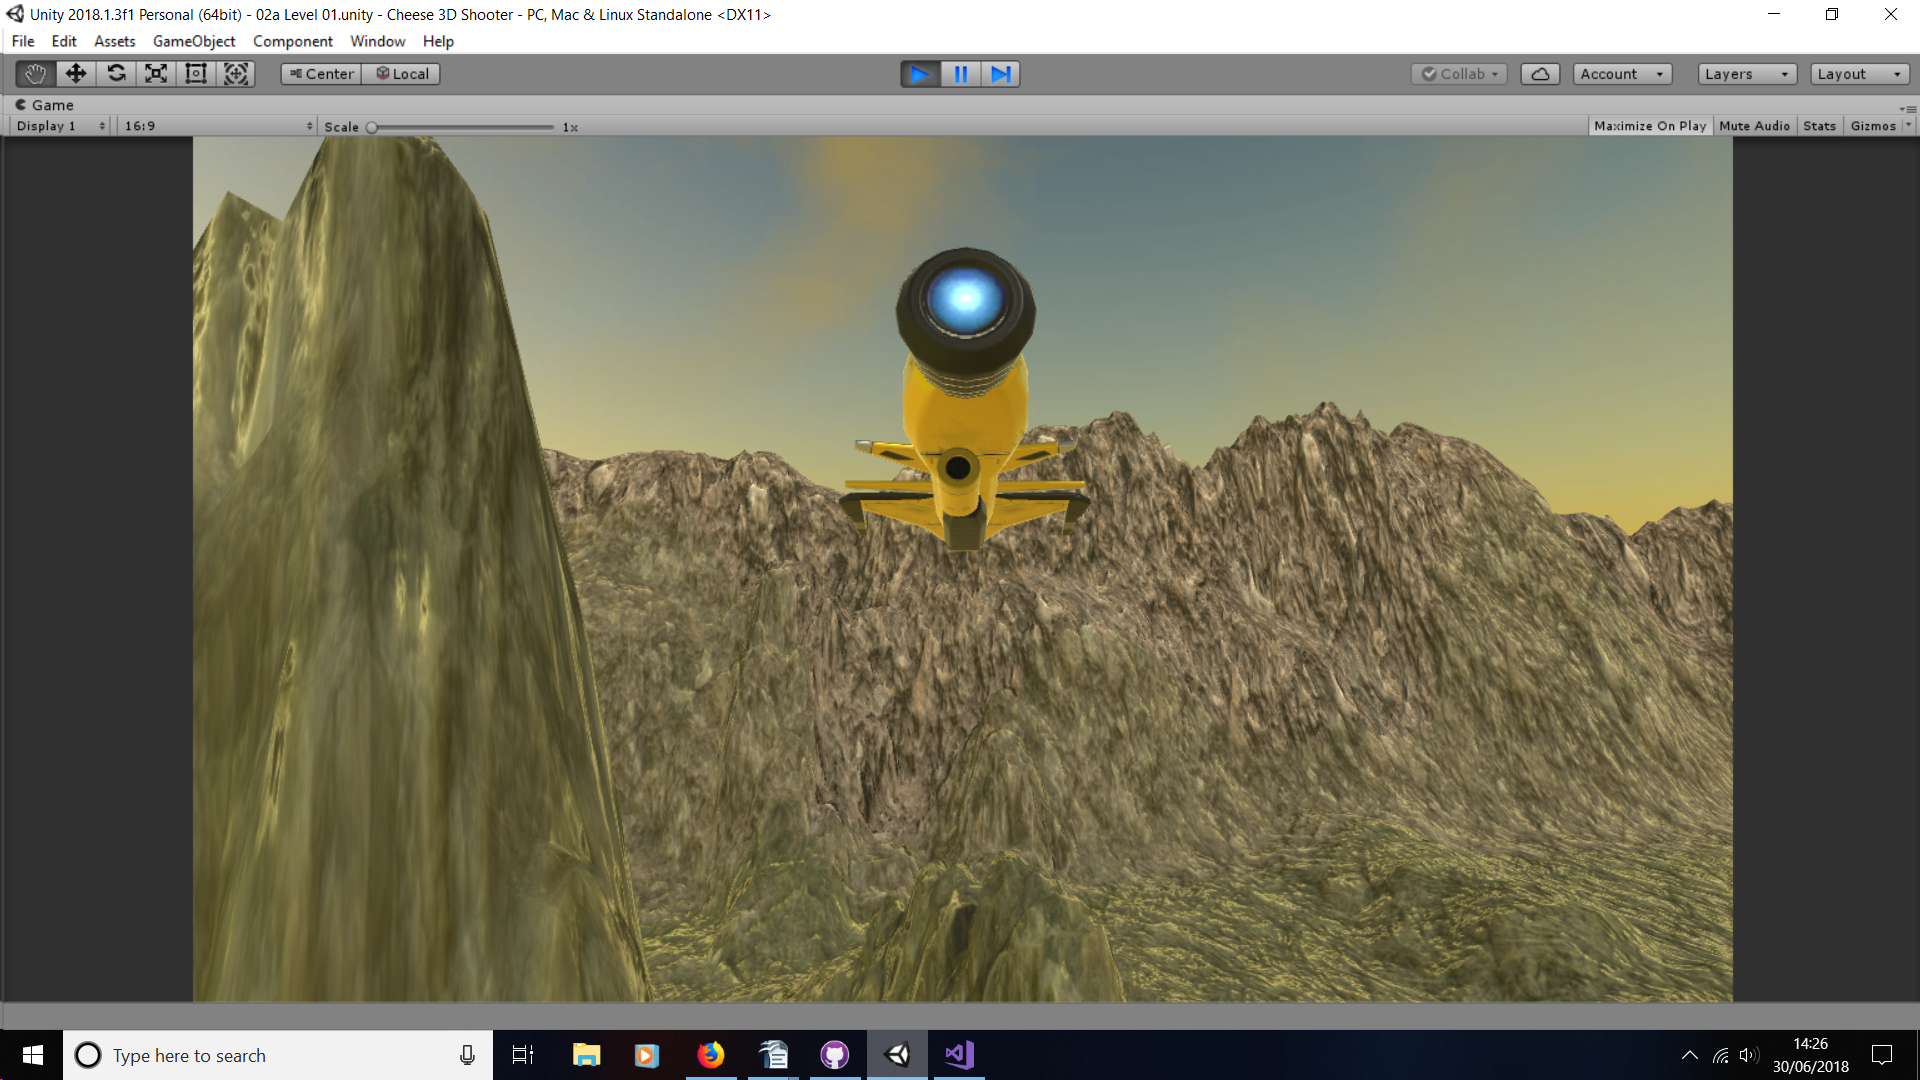 Unity 2018.1.3f1 Personal (64bit) - 02a Level 01.unity - Cheese 3D Shooter - PC, Mac & Linux Standalone <DX11>
File Edit Assets GameObject Component Window Help
Center Local Collab Account Layers Layout
Game
Display 1 16:9 Scale 1x Maximize On Play Mute Audio Stats Gizmos
Type here to search
14:26
30/06/2018